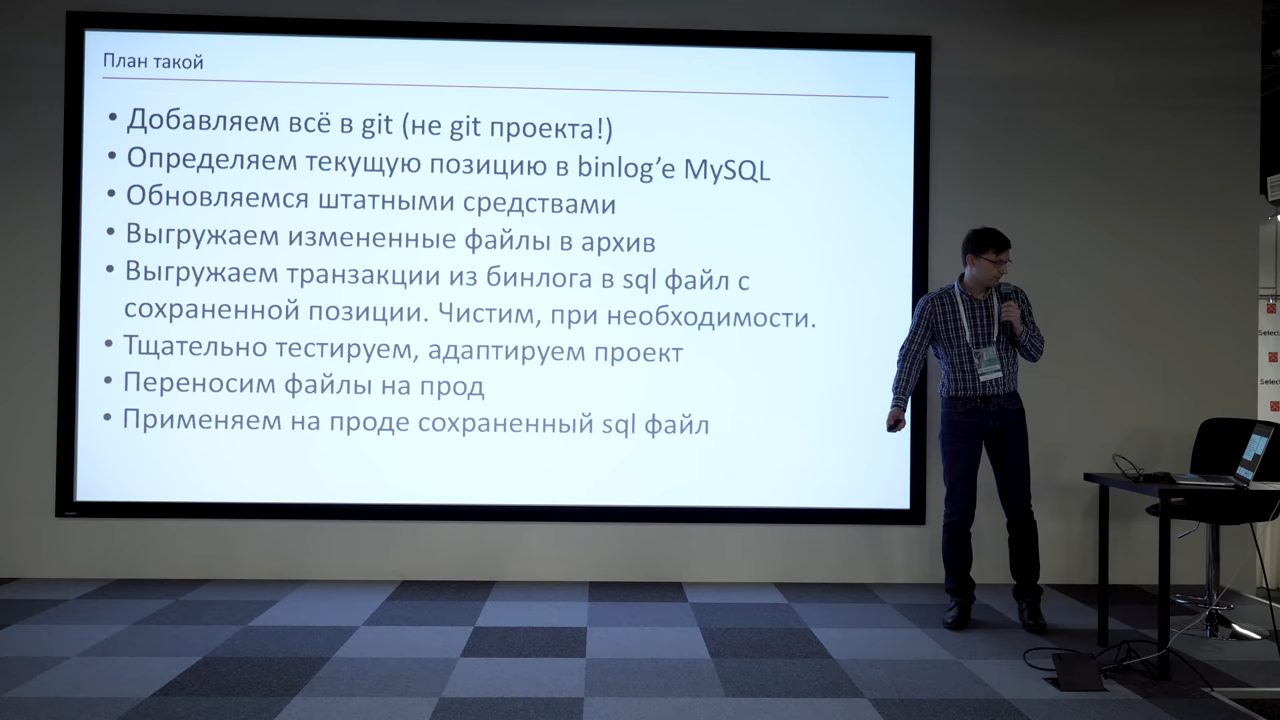 План такой
• Добавляем всё в git (не git проекта!)
• Определяем текущую позицию в binlog’е MySQL
• Обновляемся штатными средствами
• Выгружаем измененные файлы в архив
• Выгружаем транзакции из бинлога в sql файл с
сохраненной позиции. Чистим, при необходимости.
• Тщательно тестируем, адаптируем проект
• Переносим файлы на прод
• Применяем на проде сохраненный sql файл
Select
Select